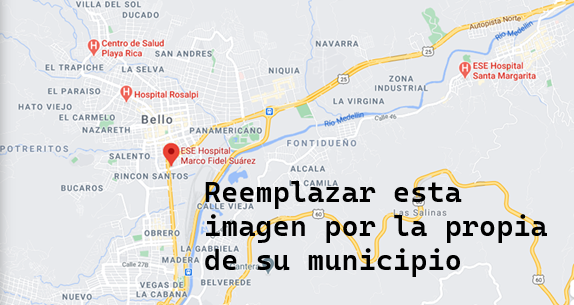 VILLA DEL SOL
DUCADO
Autopista Norte
Río Medellín
Centro de Salud
Playa Rica
SAN ANDRES
NAVARRA
25
EL TRAPICHE
LA SELVA
NIQUIA
ZONA
INDUSTRIAL
ESE Hospital
Santa Margarita
EL PARAISO
Hospital Rosalpi
HATO VIEJO
LA VIRGINA
EL CARMELO
Bello
Río Medellín
Calle 46
NAZARETH
PANAMERICANO
25
POTRERITOS
FONTIDUEÑO
SALENTO
ESE Hospital
Marco Fidel Suárez
RINCON SANTOS
ALCALA
CAMILA
BUCAROS
CALLE VIEJA
Reemplazar esta
60
Las Salinas
imagen por la propia
OBRERO
LA GABRIELA
de su municipio
Calle 27B
MADERA
60
BELVEREDE
NUEVO
VEGAS DE
LA CABANA